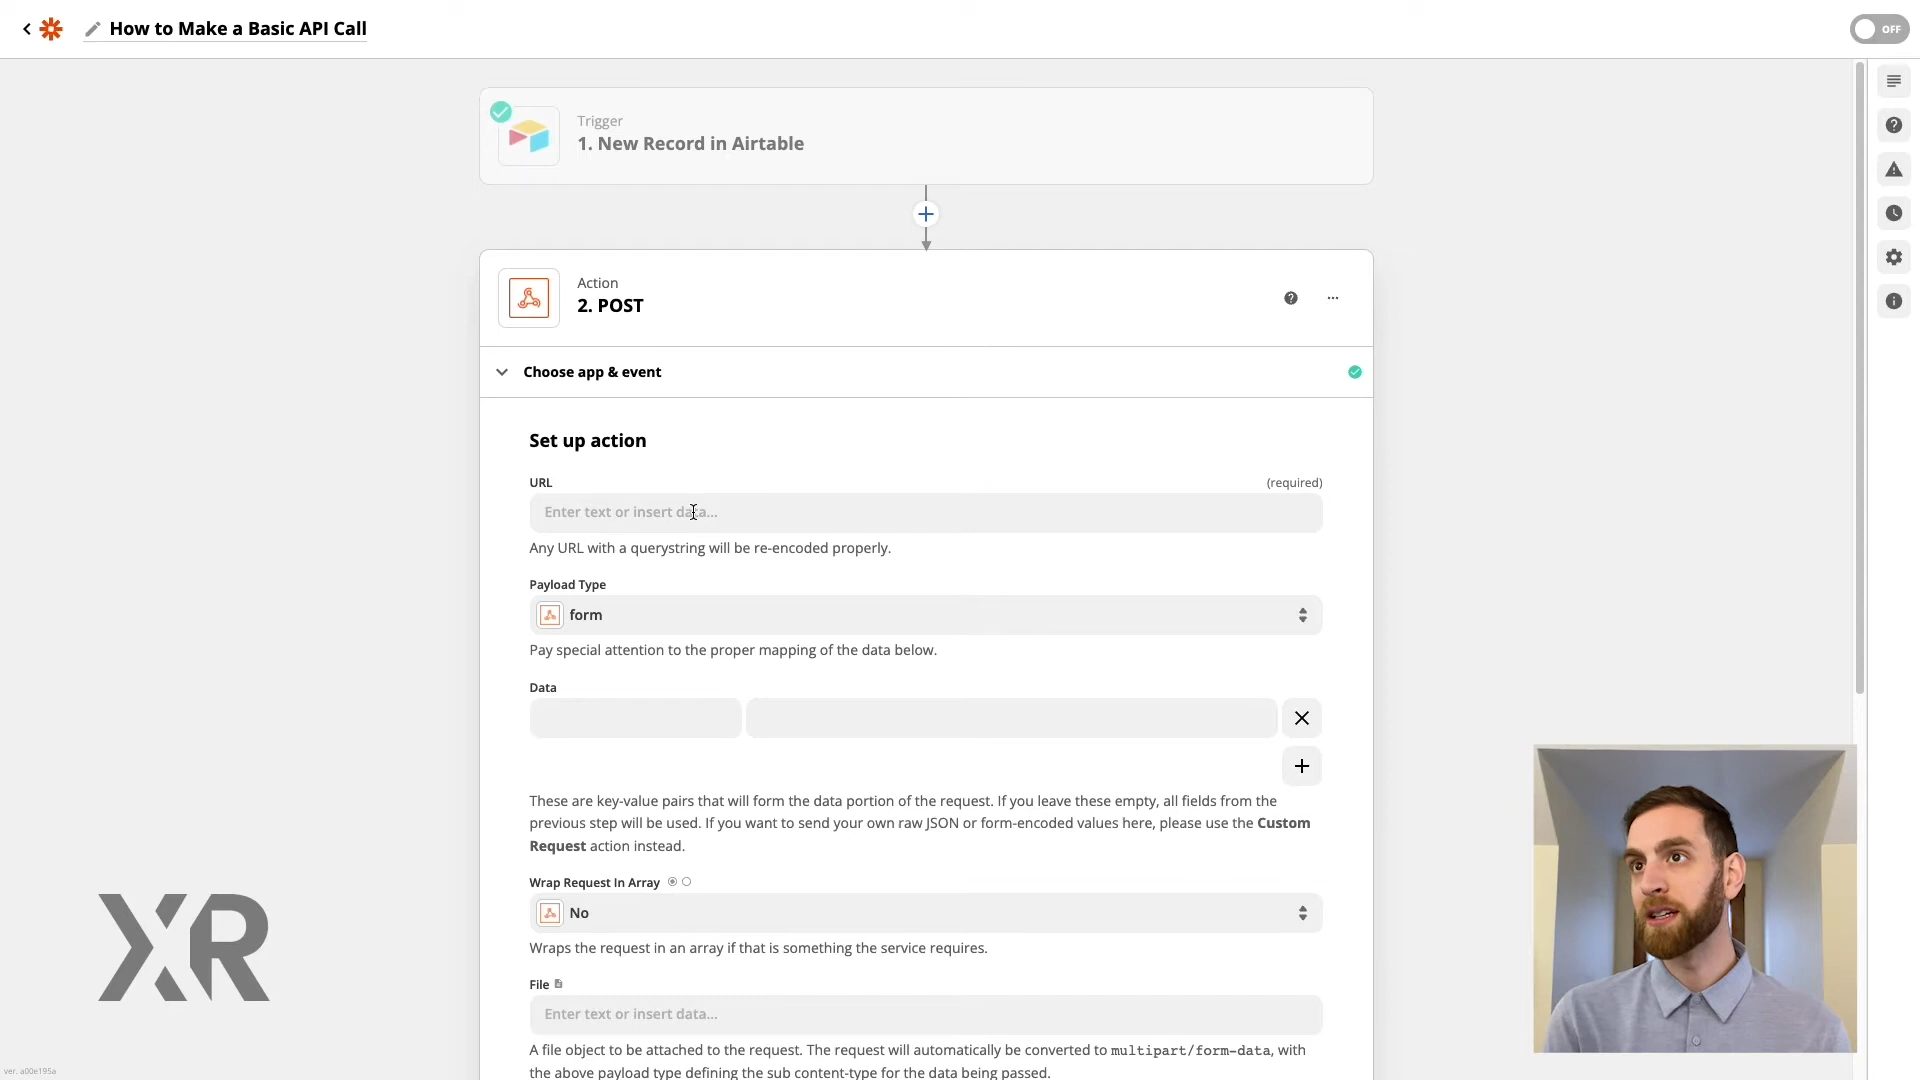 How to Make a Basic API Call
OFF
Trigger
1. New Record in Airtable
Action
2. POST
Choose app & event
Set up action
URL
(required)
Enter text or insert data...
Any URL with a querystring will be re-encoded properly.
Payload Type
form
Pay special attention to the proper mapping of the data below.
Data
These are key-value pairs that will form the data portion of the request. If you leave these empty, all fields from the
previous step will be used. If you want to send your own raw JSON or form-encoded values here, please use the Custom
Request action instead.
Wrap Request In Array
No
Wraps the request in an array if that is something the service requires.
File
Enter text or insert data...
A file object to be attached to the request. The request will automatically be converted to multipart/form-data, with
the above payload type defining the sub content-type for the data being passed.
XR
ver. a00e195a